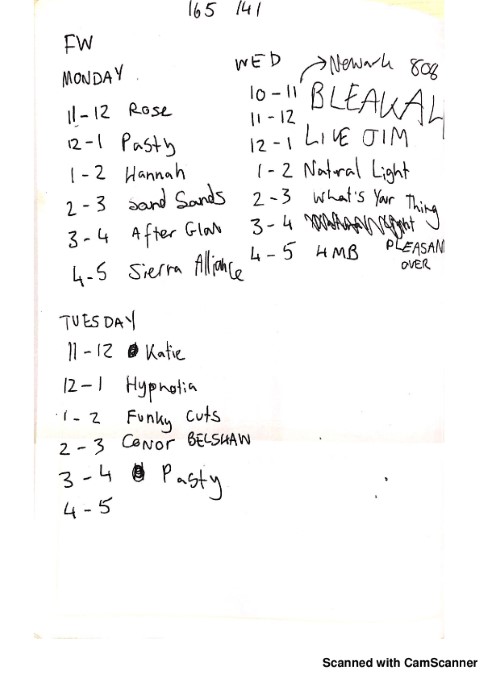 165 141
FW
MONDAY
11-12 Rose
12-1 Pasty
1-2 Hannah
2-3 Sand Sands
3-4 After Glow
4-5 Sierra Alliance
WED
Newark 808
10-11 BLEAKAL
11-12
12-1 LIVE JIM
1-2 Natural Light
2-3 What's Your Thing
3-4
4-5 4MB PLEASAN
OVER
TUESDAY
11-12 Katie
12-1 Hypnotia
1-2 Funky Cuts
2-3 Conor BELSHAW
3-4 Pasty
4-5
Scanned with CamScanner